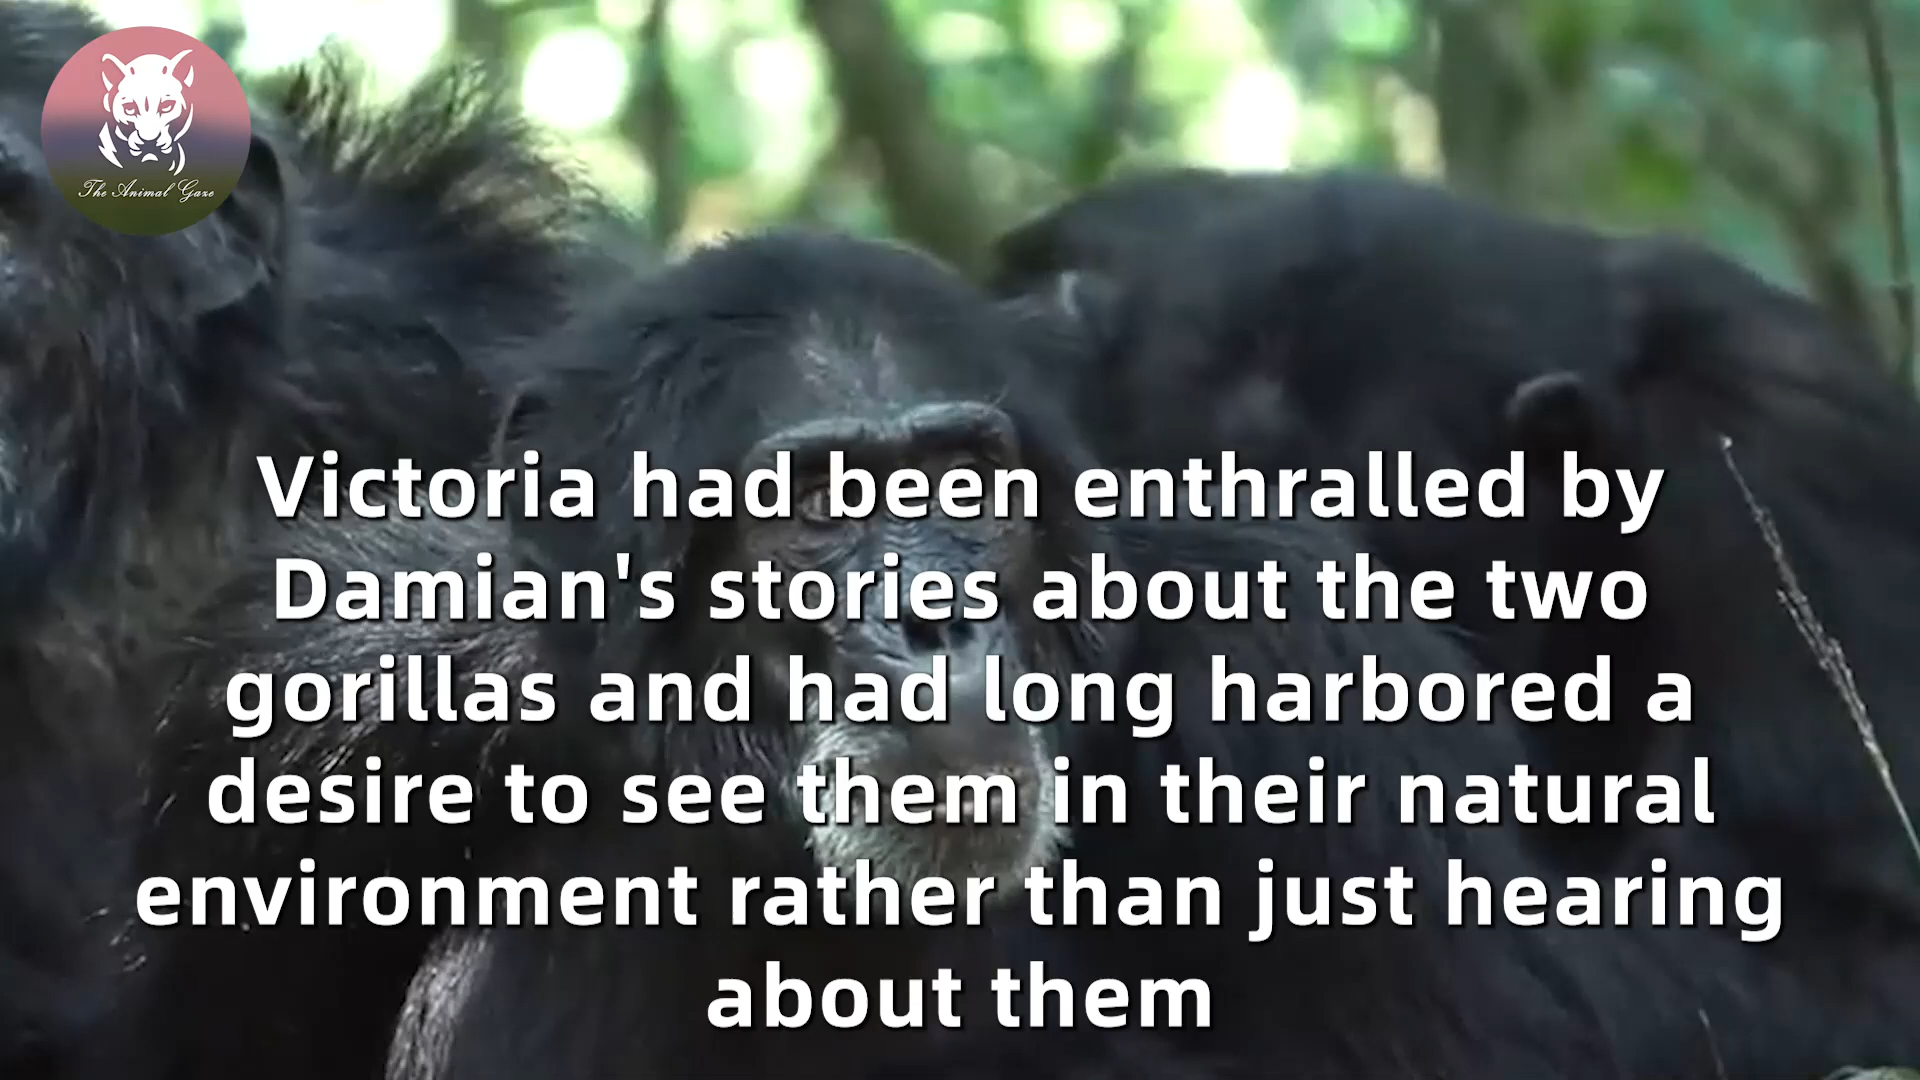 The Animal Gaze
Victoria had been enthralled by
Damian's stories about the two
gorillas and had long harbored a
desire to see them in their natural
environment rather than just hearing
about them